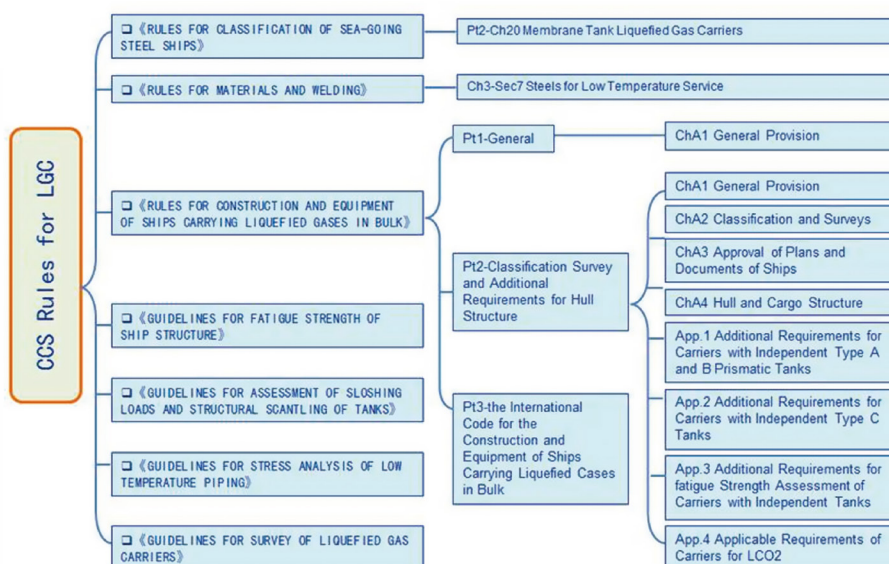 CCS Rules for LGC
❑ 《RULES FOR CLASSIFICATION OF SEA-GOING
STEEL SHIPS》
Pt2-Ch20 Membrane Tank Liquefied Gas Carriers
❑ 《RULES FOR MATERIALS AND WELDING》
Ch3-Sec7 Steels for Low Temperature Service
❑ 《RULES FOR CONSTRUCTION AND EQUIPMENT
OF SHIPS CARRYING LIQUEFIED GASES IN BULK》
Pt1-General
ChA1 General Provision
Pt2-Classification Survey
and Additional
Requirements for Hull
Structure
ChA1 General Provision
ChA2 Classification and Surveys
ChA3 Approval of Plans and
Documents of Ships
ChA4 Hull and Cargo Structure
App.1 Additional Requirements for
Carriers with Independent Type A
and B Prismatic Tanks
App.2 Additional Requirements for
Carriers with Independent Type C
Tanks
App.3 Additional Requirements for
fatigue Strength Assessment of
Carriers with Independent Tanks
App.4 Applicable Requirements of
Carriers for LCO2
Pt3-the International
Code for the
Construction and
Equipment of Ships
Carrying Liquefied Cases
in Bulk
❑ 《GUIDELINES FOR FATIGUE STRENGTH OF
SHIP STRUCTURE》
❑ 《GUIDELINES FOR ASSESSMENT OF SLOSHING
LOADS AND STRUCTURAL SCANTLING OF TANKS》
❑ 《GUIDELINES FOR STRESS ANALYSIS OF LOW
TEMPERATURE PIPING》
❑ 《GUIDELINES FOR SURVEY OF LIQUEFIED GAS
CARRIERS》